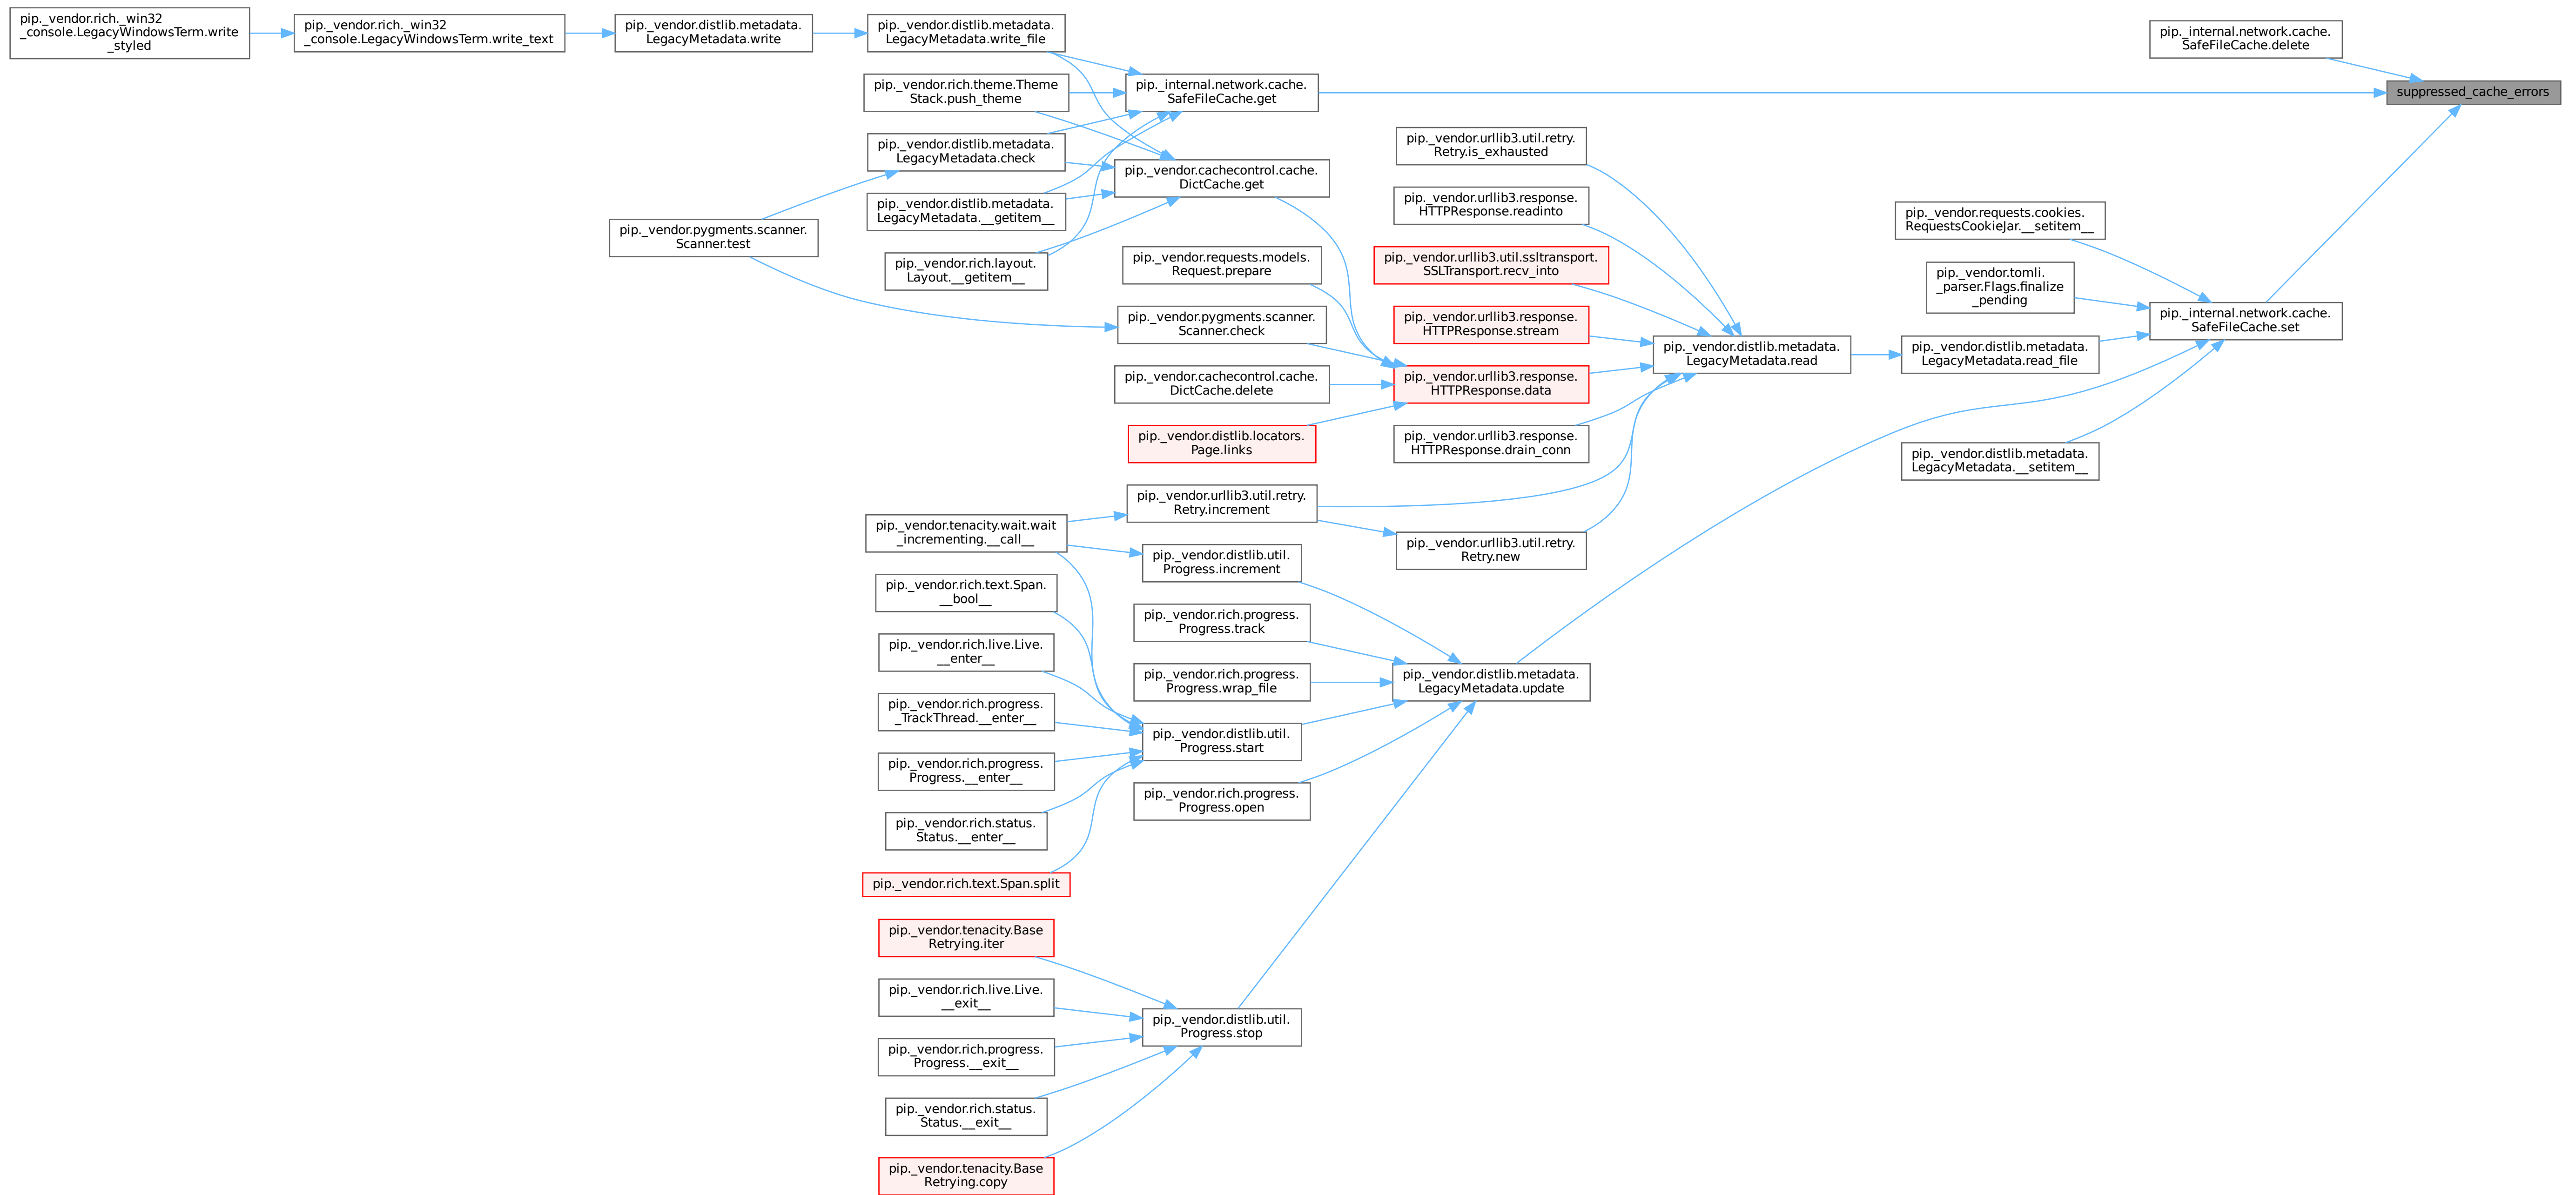 pip._vendor.rich._win32
_console.LegacyWindowsTerm.write
_styled
pip._vendor.rich._win32
_console.LegacyWindowsTerm.write_text
pip._vendor.distlib.metadata.
LegacyMetadata.write
pip._vendor.distlib.metadata.
LegacyMetadata.write_file
pip._internal.network.cache.
SafeFileCache.delete
pip._vendor.rich.theme.Theme
Stack.push_theme
pip._internal.network.cache.
SafeFileCache.get
suppressed_cache_errors
pip._vendor.distlib.metadata.
LegacyMetadata.check
pip._vendor.urllib3.util.retry.
Retry.is_exhausted
pip._vendor.cachecontrol.cache.
DictCache.get
pip._vendor.distlib.metadata.
LegacyMetadata.__getitem__
pip._vendor.urllib3.response.
HTTPResponse.readinto
pip._vendor.requests.cookies.
RequestsCookieJar.__setitem__
pip._vendor.pygments.scanner.
Scanner.test
pip._vendor.rich.layout.
Layout.__getitem__
pip._vendor.requests.models.
Request.prepare
pip._vendor.urllib3.util.ssltransport.
SSLTransport.recv_into
pip._vendor.tomli.
_parser.Flags.finalize
_pending
pip._vendor.pygments.scanner.
Scanner.check
pip._vendor.urllib3.response.
HTTPResponse.stream
pip._internal.network.cache.
SafeFileCache.set
pip._vendor.distlib.metadata.
LegacyMetadata.read
pip._vendor.distlib.metadata.
LegacyMetadata.read_file
pip._vendor.cachecontrol.cache.
DictCache.delete
pip._vendor.urllib3.response.
HTTPResponse.data
pip._vendor.distlib.locators.
Page.links
pip._vendor.urllib3.response.
HTTPResponse.drain_conn
pip._vendor.distlib.metadata.
LegacyMetadata.__setitem__
pip._vendor.urllib3.util.retry.
Retry.increment
pip._vendor.tenacity.wait.wait
_incrementing.__call__
pip._vendor.urllib3.util.retry.
Retry.new
pip._vendor.distlib.util.
Progress.increment
pip._vendor.rich.text.Span.
__bool__
pip._vendor.rich.progress.
Progress.track
pip._vendor.rich.live.Live.
__enter__
pip._vendor.rich.progress.
Progress.wrap_file
pip._vendor.distlib.metadata.
LegacyMetadata.update
pip._vendor.rich.progress.
_TrackThread.__enter__
pip._vendor.distlib.util.
Progress.start
pip._vendor.rich.progress.
Progress.__enter__
pip._vendor.rich.progress.
Progress.open
pip._vendor.rich.status.
Status.__enter__
pip._vendor.rich.text.Span.split
pip._vendor.tenacity.Base
Retrying.iter
pip._vendor.rich.live.Live.
__exit__
pip._vendor.distlib.util.
Progress.stop
pip._vendor.rich.progress.
Progress.__exit__
pip._vendor.rich.status.
Status.__exit__
pip._vendor.tenacity.Base
Retrying.copy